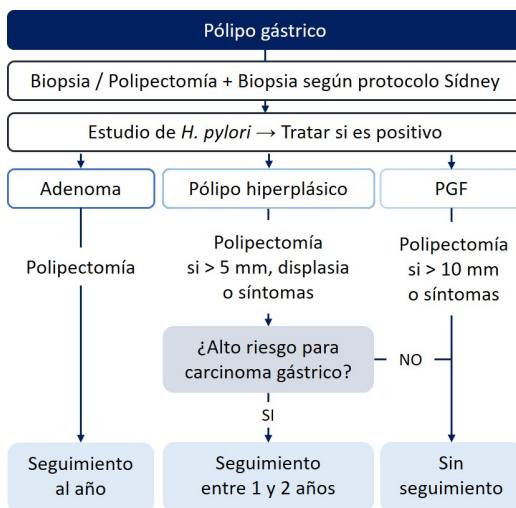 Pólipo gástrico
Biopsia / Polipectomía + Biopsia según protocolo Sídney
Estudio de H. pylori → Tratar si es positivo
Adenoma
Pólipo hiperplásico
PGF
Polipectomía
Polipectomía
si > 5 mm, displasia
o síntomas
Polipectomía
si > 10 mm
o síntomas
¿Alto riesgo para
carcinoma gástrico?
NO
SI
Seguimiento
al año
Seguimiento
entre 1 y 2 años
Sin
seguimiento